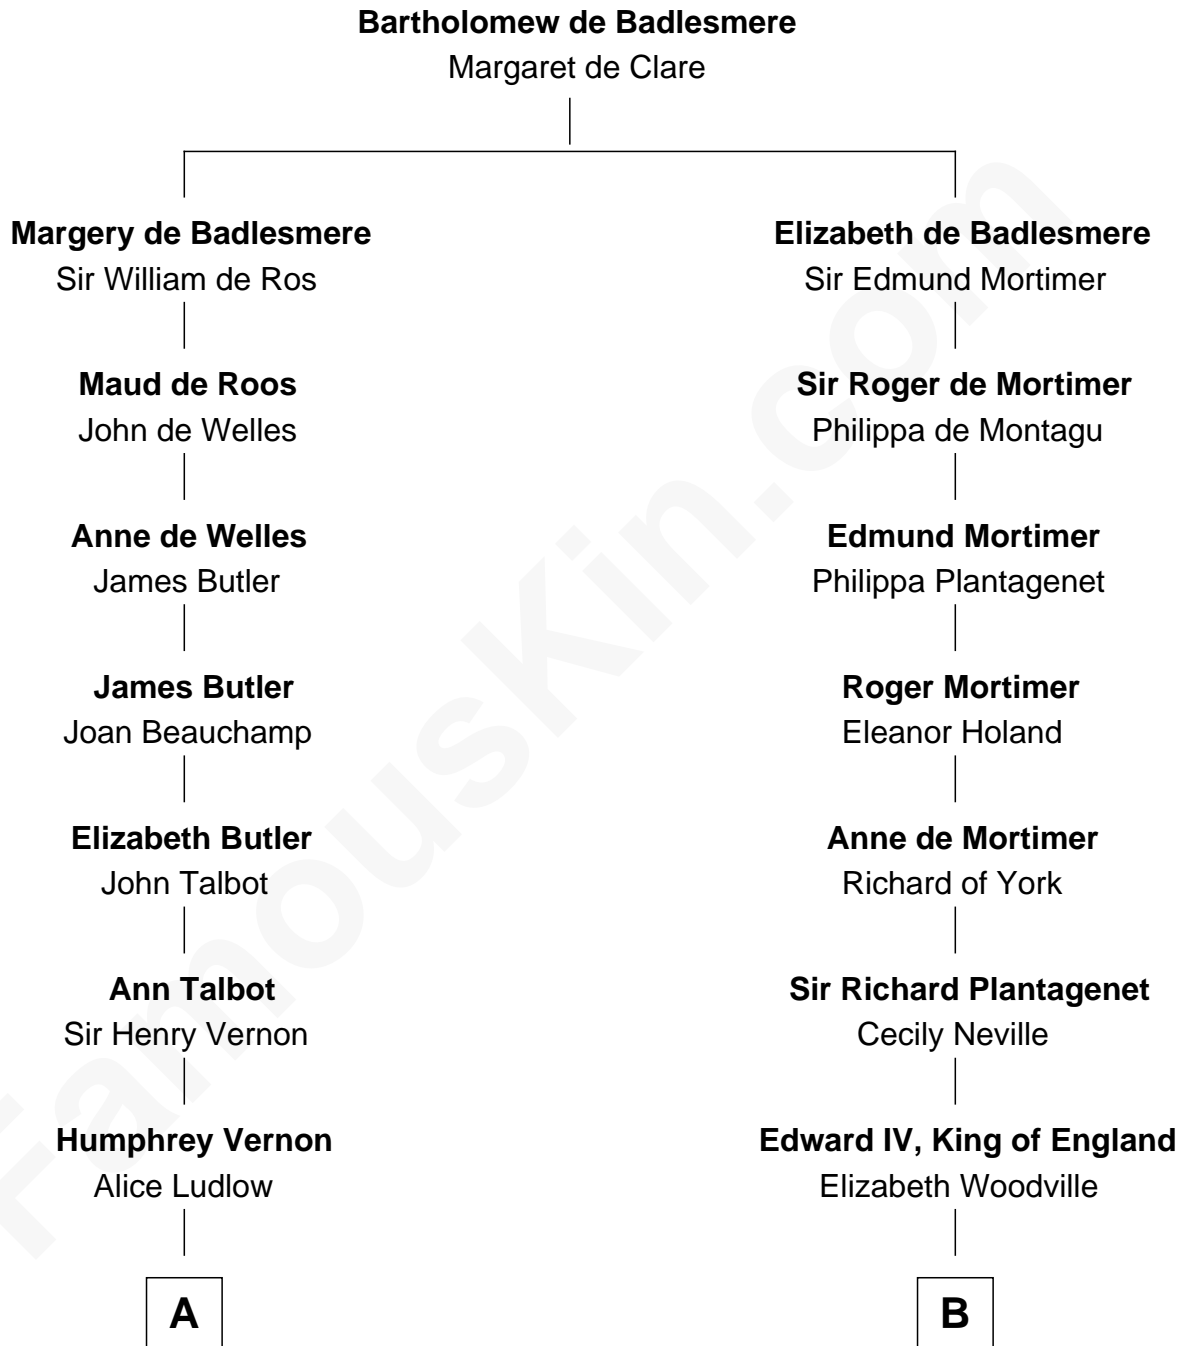 Bartholomew de Badlesmere
Margaret de Clare
Margery de Badlesmere
Sir William de Ros
Elizabeth de Badlesmere
Sir Edmund Mortimer
Maud de Roos
John de Welles
Sir Roger de Mortimer
Philippa de Montagu
Anne de Welles
James Butler
Edmund Mortimer
Philippa Plantagenet
James Butler
Joan Beauchamp
Roger Mortimer
Eleanor Holand
Elizabeth Butler
John Talbot
Anne de Mortimer
Richard of York
Ann Talbot
Sir Henry Vernon
Sir Richard Plantagenet
Cecily Neville
Humphrey Vernon
Alice Ludlow
Edward IV, King of England
Elizabeth Woodville
A
B
FamousKin.com